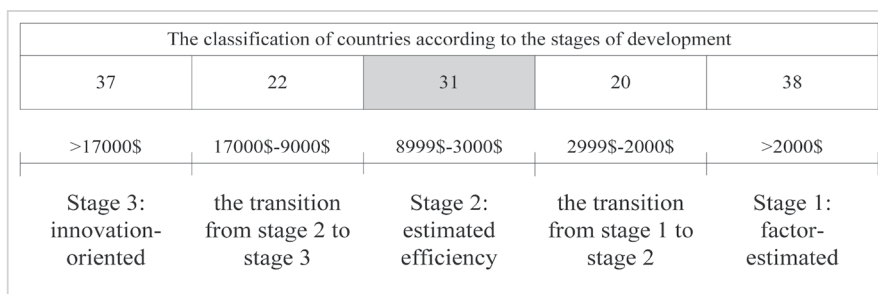 The classification of countries according to the stages of development
37 22 31 20 38
>17000$ 17000$-9000$ 8999$-3000$ 2999$-2000$ >2000$
Stage 3: the transition Stage 2: the transition Stage 1:
innovation- from stage 2 to estimated from stage 1 to factor-
oriented stage 3 efficiency stage 2 estimated